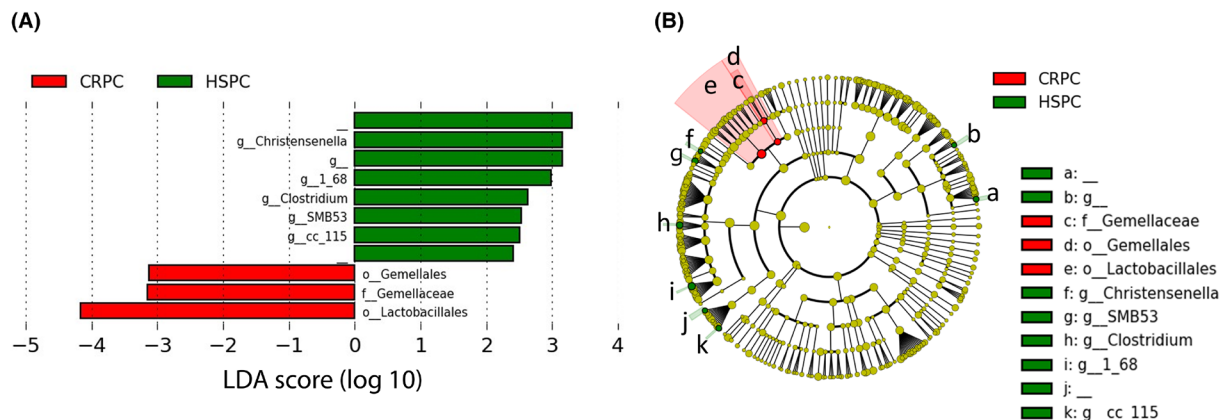 (A)
CRPC HSPC
__
g__Christensenella
g__
g__1_68
g__Clostridium
g__SMB53
g__cc_115
__
o__Gemellales
f__Gemellaceae
o__Lactobacillales
−5 −4 −3 −2 −1 0 1 2 3 4
LDA score (log 10)
(B)
d
c
e
f
g
h
i
j
k
b
a
CRPC
HSPC
a: __
b: g__
c: f__Gemellaceae
d: o__Gemellales
e: o__Lactobacillales
f: g__Christensenella
g: g__SMB53
h: g__Clostridium
i: g__1_68
j: __
k: g__cc_115